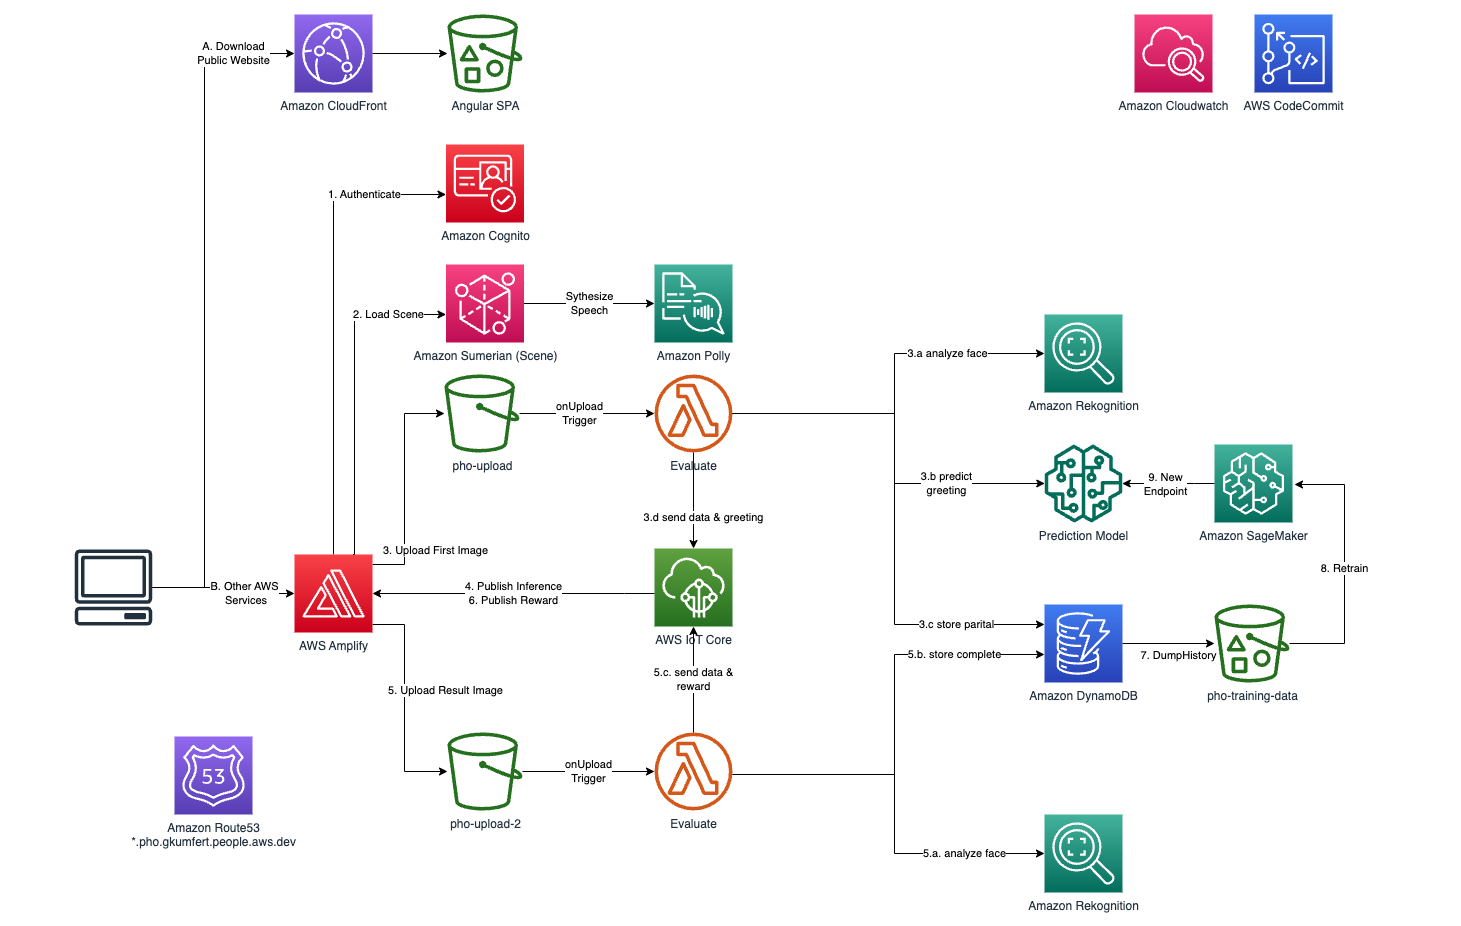 A. Download
Public Website
Amazon CloudFront
Angular SPA
Amazon Cloudwatch
AWS CodeCommit
1. Authenticate
Amazon Cognito
2. Load Scene
Amazon Sumerian (Scene)
Sythesize
Speech
Amazon Polly
3.a analyze face
Amazon Rekognition
pho-upload
onUpload
Trigger
Evaluate
3.b predict
greeting
Prediction Model
9. New
Endpoint
Amazon SageMaker
3.d send data & greeting
3. Upload First Image
B. Other AWS
Services
AWS Amplify
4. Publish Inference
6. Publish Reward
AWS IoT Core
8. Retrain
3.c store parital
5.b. store complete
Amazon DynamoDB
7. DumpHistory
pho-training-data
5.c. send data &
reward
5. Upload Result Image
53
Amazon Route53
*.pho.gkumfert.people.aws.dev
pho-upload-2
onUpload
Trigger
Evaluate
5.a. analyze face
Amazon Rekognition